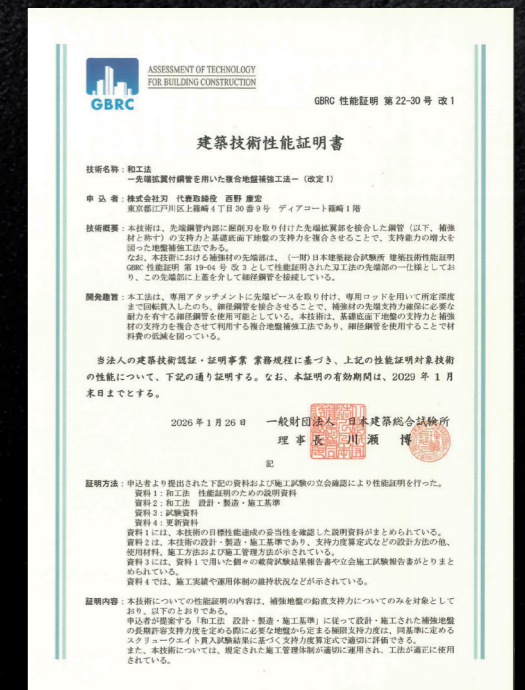 GBRC
ASSESSMENT OF TECHNOLOGY
FOR BUILDING CONSTRUCTION
GBRC 性能証明 第22-30号 改1
建築技術性能証明書
技術名称：和工法
－先端拡翼付鋼管を用いた複合地盤補強工法－（改定1）
申込者：株式会社刃 代表取締役 西野 康宏
東京都江戸川区上篠崎4丁目30番9号 ディアコート篠崎1階
技術概要：本技術は、先端鋼管内部に掘削刃を取り付けた先端拡翼部を接合した鋼管（以下、補強
材と称す）の支持力と基礎底面下地盤の支持力を複合させることで、支持能力の増大を
図った地盤補強工法である。
なお、本技術における補強材の先端部は、（一財）日本建築総合試験所 建築技術性能証明
GBRC 性能証明 第19-04号 改3として性能証明された刃工法の先端部の一仕様としてお
り、この先端部に上蓋を介して細径鋼管を接続している。
開発趣旨：本工法は、専用アタッチメントに先端ピースを取り付け、専用ロッドを用いて所定深度
まで回転貫入したのち、細径鋼管を接合させることで、補強材の先端支持力確保に必要な
耐力を有する細径鋼管を使用可能としている。本技術は、基礎底面下地盤の支持力と補強
材の支持力を複合させて利用する複合地盤補強工法であり、細径鋼管を使用することで材
料費の低減を図っている。
当法人の建築技術認証・証明事業 業務規程に基づき、上記の性能証明対象技術
の性能について、下記の通り証明する。なお、本証明の有効期間は、2029年1月
末日までとする。
2026年1月26日
一般財団法人 日本建築総合試験所
理事長 川瀬 博
記
証明方法：申込者より提出された下記の資料および施工試験の立会確認により性能証明を行った。
資料1：和工法 性能証明のための説明資料
資料2：和工法 設計・製造・施工基準
資料3：試験資料
資料4：更新資料
資料1には、本技術の目標性能達成の妥当性を確認した説明資料がまとめられている。
資料2は、本技術の設計・製造・施工基準であり、支持力度算定式などの設計方法の他、
使用材料、施工方法および施工管理方法が示されている。
資料3には、資料1で用いた個々の載荷試験結果報告書や立会施工試験報告書がとりまと
められている。
資料4では、施工実績や運用体制の維持状況などが示されている。
証明内容：本技術についての性能証明の内容は、補強地盤の鉛直支持力についてのみを対象として
おり、以下のとおりである。
申込者が提案する「和工法 設計・製造・施工基準」に従って設計・施工された補強地盤
の長期許容支持力度を定める際に必要な地盤から定まる極限支持力度は、同基準に定める
スクリューウエイト貫入試験結果に基づく支持力度算定式で適切に評価できる。
また、本技術については、規定された施工管理体制が適切に運用され、工法が適正に使用
されている。